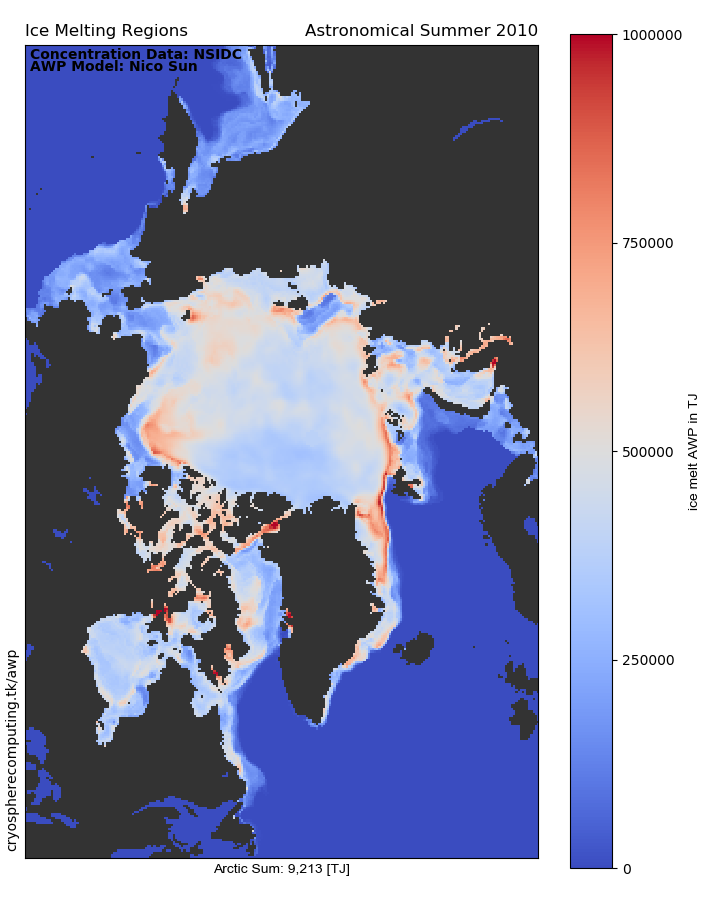 Ice Melting Regions
Astronomical Summer 2010
Concentration Data: NSIDC
AWP Model: Nico Sun
1000000
750000
500000
250000
0
ice melt AWP in TJ
cryospherecomputing.tk/awp
Arctic Sum: 9,213 [TJ]